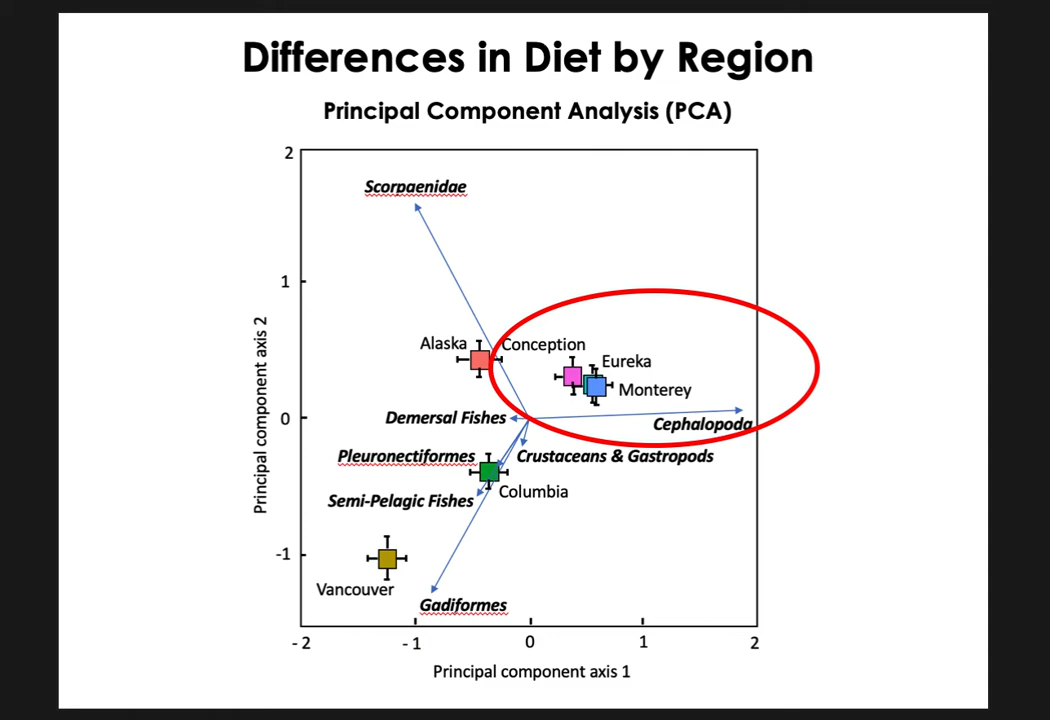 Differences in Diet by Region
Principal Component Analysis (PCA)
2
Scorpaenidae
1
Alaska
Conception
Eureka
Monterey
0
Demersal Fishes
Cephalopoda
Pleuronectiformes
Crustaceans & Gastropods
Semi-Pelagic Fishes
Columbia
-1
Vancouver
Gadiformes
Principal component axis 2
-2
-1
0
1
2
Principal component axis 1